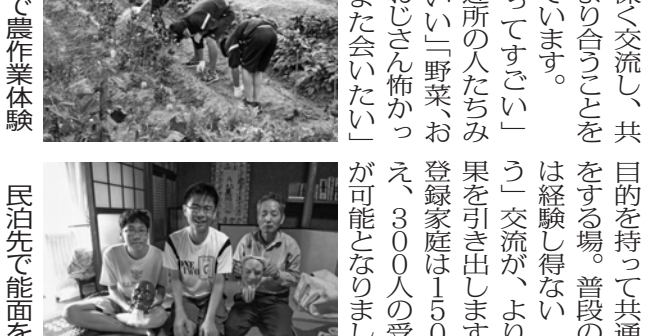 深く交流し、共
り合うことを
ています。
ってすごい」
近所の人たちみ
いい」「野菜、お
おじさん怖かっ
また会いたい」
で農作業体験
目的を持って共通
をする場。普段の
は経験し得ない
う」交流が、より
果を引き出します
登録家庭は150
え、300人の受
が可能となりまし
民泊先で能面を